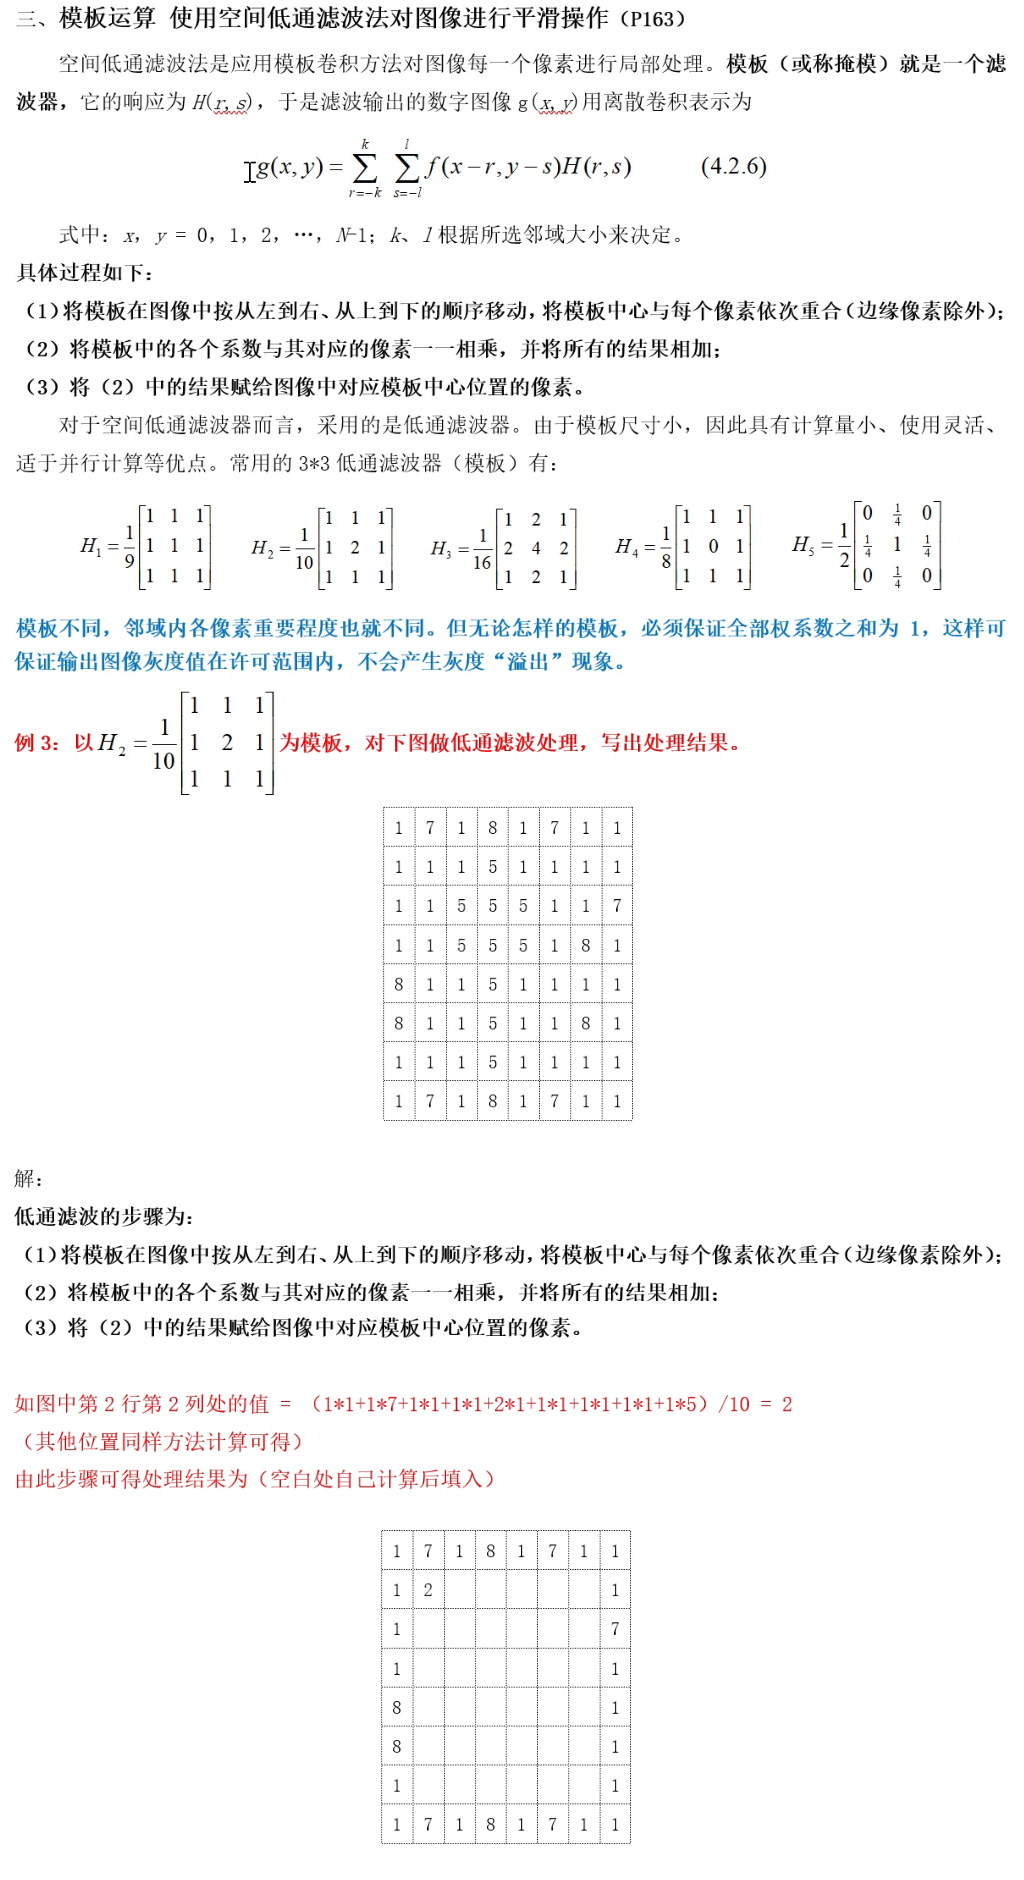 三、模板运算 使用空间低通滤波法对图像进行平滑操作（P163）
空间低通滤波法是应用模板卷积方法对图像每一个像素进行局部处理。模板（或称掩模）就是一个滤
波器，它的响应为 H(r, s)，于是滤波输出的数字图像 g(x, y)用离散卷积表示为
g(x, y) = \sum_{r=-k}^{k} \sum_{s=-l}^{l} f(x-r, y-s)H(r, s) (4.2.6)
式中：x，y = 0，1，2，…，N-1；k、l 根据所选邻域大小来决定。
具体过程如下：
（1）将模板在图像中按从左到右、从上到下的顺序移动，将模板中心与每个像素依次重合（边缘像素除外）；
（2）将模板中的各个系数与其对应的像素一一相乘，并将所有的结果相加；
（3）将（2）中的结果赋给图像中对应模板中心位置的像素。
对于空间低通滤波器而言，采用的是低通滤波器。由于模板尺寸小，因此具有计算量小、使用灵活、
适于并行计算等优点。常用的 3*3 低通滤波器（模板）有：
H_1 = 1/9 [1 1 1; 1 1 1; 1 1 1] H_2 = 1/10 [1 1 1; 1 2 1; 1 1 1] H_3 = 1/16 [1 2 1; 2 4 2; 1 2 1] H_4 = 1/8 [1 1 1; 1 0 1; 1 1 1] H_5 = 1/2 [0 1/4 0; 1/4 1 1/4; 0 1/4 0]
模板不同，邻域内各像素重要程度也就不同。但无论怎样的模板，必须保证全部权系数之和为 1，这样可
保证输出图像灰度值在许可范围内，不会产生灰度“溢出”现象。
例 3：以 H_2 = 1/10 [1 1 1; 1 2 1; 1 1 1] 为模板，对下图做低通滤波处理，写出处理结果。
1 7 1 8 1 7 1 1
1 1 1 5 1 1 1 1
1 1 5 5 5 1 1 7
1 1 5 5 5 1 8 1
8 1 1 5 1 1 1 1
8 1 1 5 1 1 8 1
1 1 1 5 1 1 1 1
1 7 1 8 1 7 1 1
解：
低通滤波的步骤为：
（1）将模板在图像中按从左到右、从上到下的顺序移动，将模板中心与每个像素依次重合（边缘像素除外）；
（2）将模板中的各个系数与其对应的像素一一相乘，并将所有的结果相加；
（3）将（2）中的结果赋给图像中对应模板中心位置的像素。
如图中第 2 行第 2 列处的值 = （1*1+1*7+1*1+1*1+2*1+1*1+1*1+1*1+1*5）/10 = 2
（其他位置同样方法计算可得）
由此步骤可得处理结果为（空白处自己计算后填入）
1 7 1 8 1 7 1 1
1 2 1
1 7
1 1
8 1
8 1
1 1
1 7 1 8 1 7 1 1